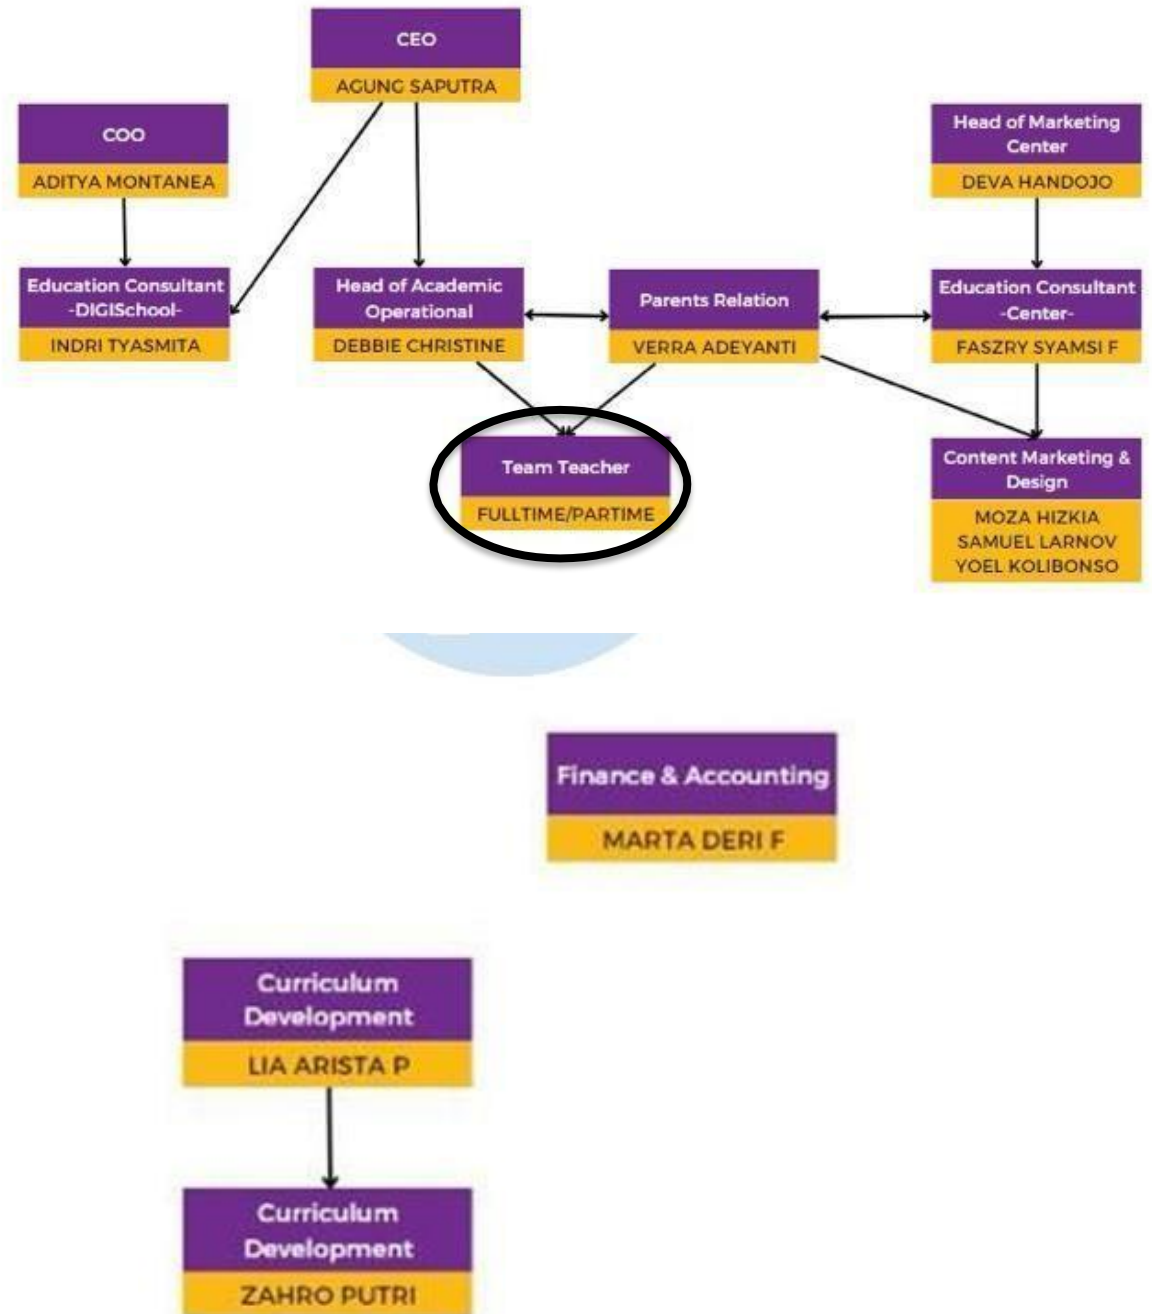 CEO
AGUNG SAPUTRA
COO
ADITYA MONTANEA
Head of Marketing
Center
DEVA HANDOJO
Education Consultant
-DIGISchool-
INDRI TYASMITA
Head of Academic
Operational
DEBBIE CHRISTINE
Parents Relation
VERRA ADEYANTI
Education Consultant
-Center-
FASZRY SYAMSI F
Team Teacher
FULLTIME/PARTIME
Content Marketing &
Design
MOZA HIZKIA
SAMUEL LARNOV
YOEL KOLIBONSO
Finance & Accounting
MARTA DERI F
Curriculum
Development
LIA ARISTA P
Curriculum
Development
ZAHRO PUTRI